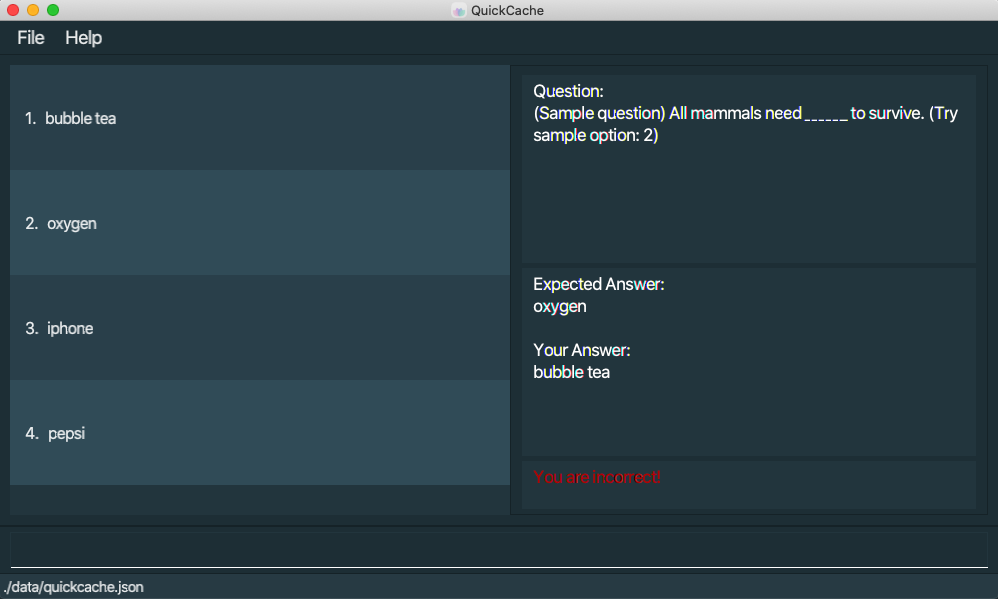 QuickCache
File Help
1. bubble tea
2. oxygen
3. iphone
4. pepsi
Question:
(Sample question) All mammals need ______ to survive. (Try
sample option: 2)
Expected Answer:
oxygen
Your Answer:
bubble tea
You are incorrect!
./data/quickcache.json